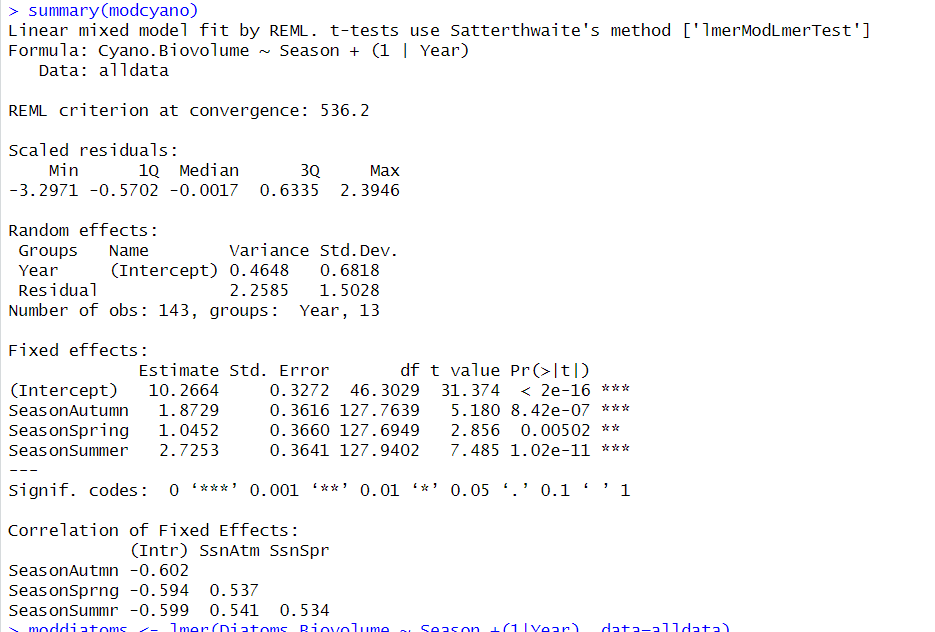 > summary(modcyano)
Linear mixed model fit by REML. t-tests use Satterthwaite's method ['lmerModLmerTest']
Formula: Cyano.Biovolume ~ Season + (1 | Year)
   Data: alldata

REML criterion at convergence: 536.2

Scaled residuals:
    Min      1Q  Median      3Q     Max
-3.2971 -0.5702 -0.0017  0.6335  2.3946

Random effects:
 Groups   Name        Variance Std.Dev.
 Year     (Intercept) 0.4648   0.6818
 Residual             2.2585   1.5028
Number of obs: 143, groups:  Year, 13

Fixed effects:
             Estimate Std. Error       df t value Pr(>|t|)
(Intercept)   10.2664     0.3272  46.3029  31.374  < 2e-16 ***
SeasonAutumn   1.8729     0.3616 127.7639   5.180 8.42e-07 ***
SeasonSpring   1.0452     0.3660 127.6949   2.856  0.00502 **
SeasonSummer   2.7253     0.3641 127.9402   7.485 1.02e-11 ***
---
Signif. codes:  0 ‘***’ 0.001 ‘**’ 0.01 ‘*’ 0.05 ‘.’ 0.1 ‘ ’ 1

Correlation of Fixed Effects:
            (Intr) SsnAtm SsnSpr
SeasonAutmn -0.602
SeasonSprng -0.594  0.537
SeasonSummr -0.599  0.541  0.534
> moddiatoms <- lmer(Diatoms.Biovolume ~ Season +(1|Year), data=alldata)